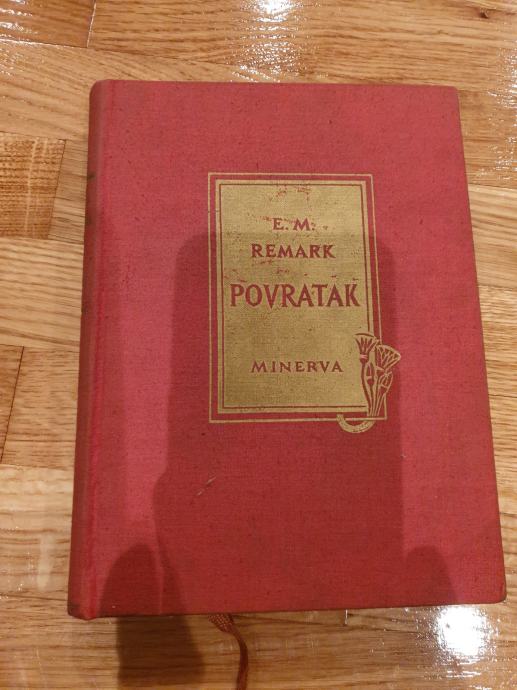 E. M.
REMARK
POVRATAK
MINERVA